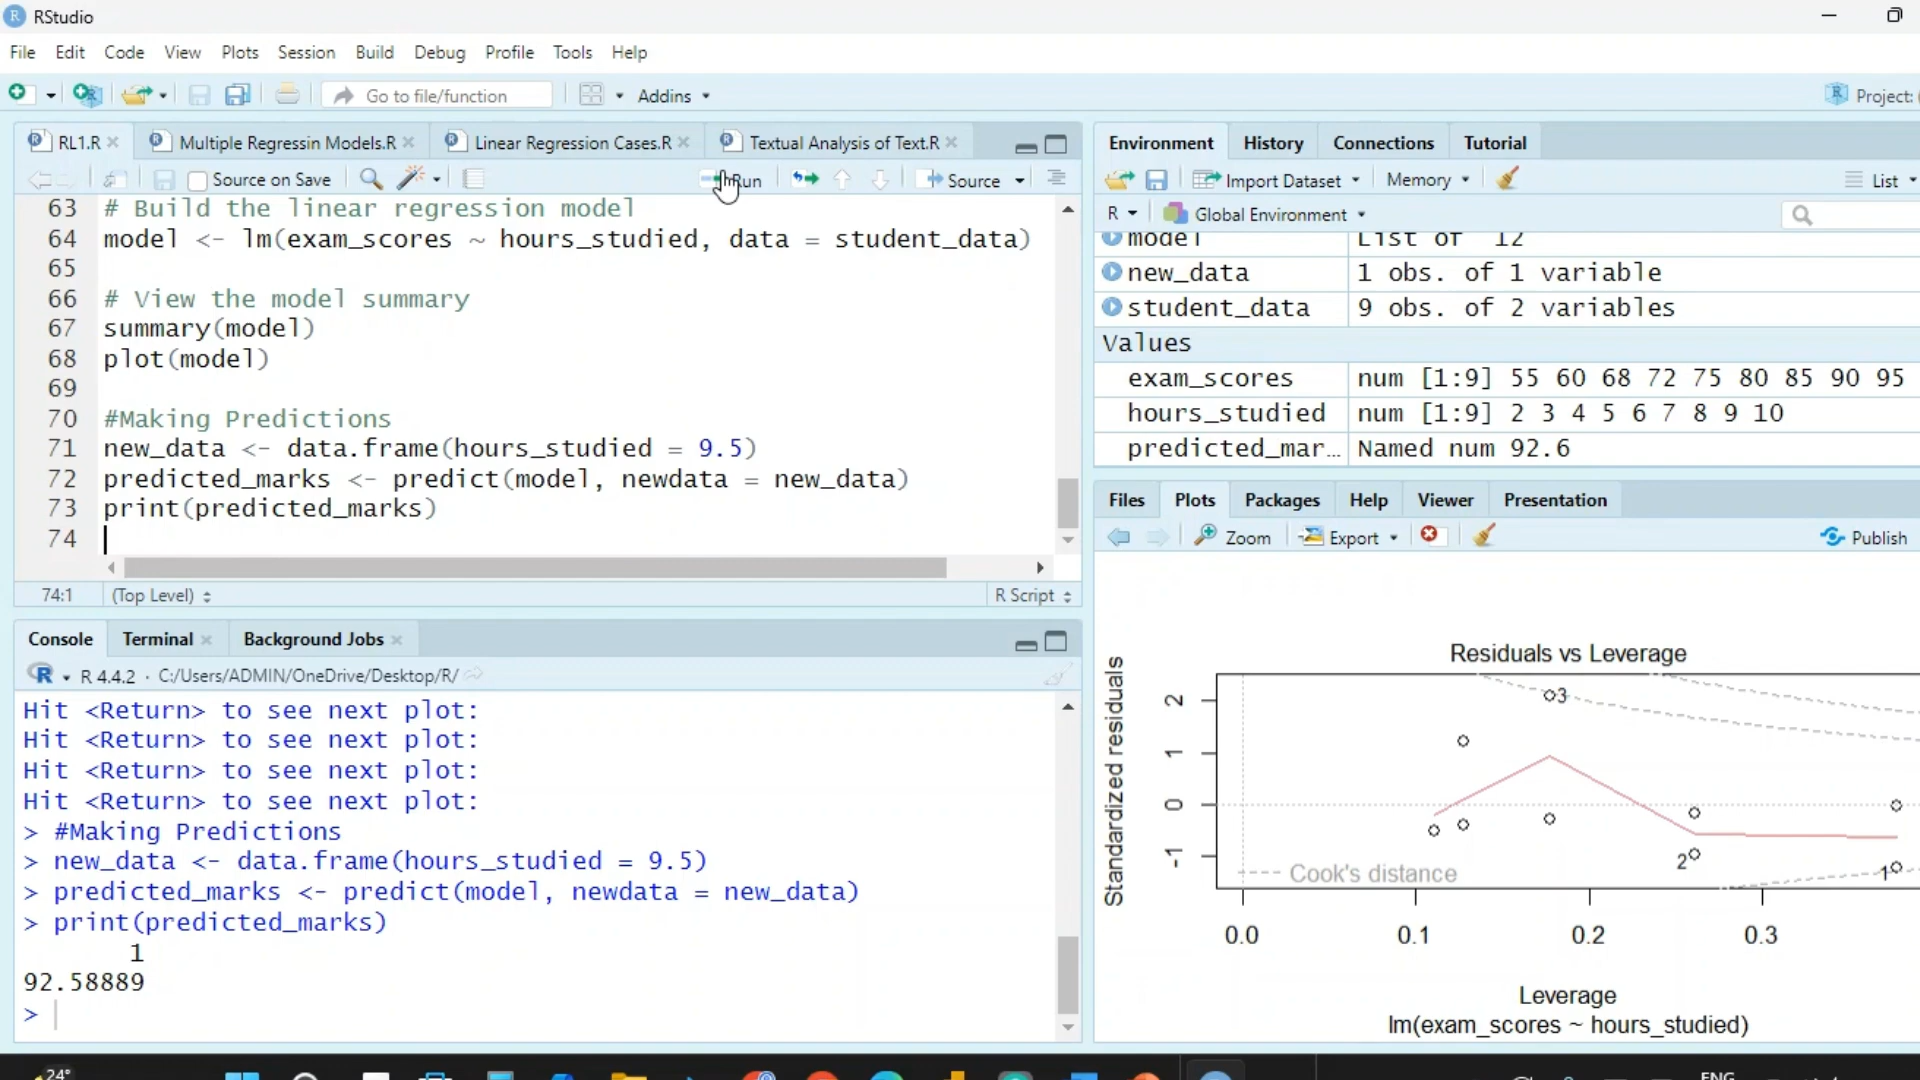 RStudio
File Edit Code View Plots Session Build Debug Profile Tools Help
Go to file/function Addins Project:
RL1.R Multiple Regressin Models.R Linear Regression Cases.R Textual Analysis of Text.R
Source on Save Run Source
63 # Build the linear regression model
64 model <- lm(exam_scores ~ hours_studied, data = student_data)
65
66 # View the model summary
67 summary(model)
68 plot(model)
69
70 #Making Predictions
71 new_data <- data.frame(hours_studied = 9.5)
72 predicted_marks <- predict(model, newdata = new_data)
73 print(predicted_marks)
74
74:1 (Top Level) R Script
Console Terminal Background Jobs
R 4.4.2 · C:/Users/ADMIN/OneDrive/Desktop/R/
Hit <Return> to see next plot:
Hit <Return> to see next plot:
Hit <Return> to see next plot:
Hit <Return> to see next plot:
> #Making Predictions
> new_data <- data.frame(hours_studied = 9.5)
> predicted_marks <- predict(model, newdata = new_data)
> print(predicted_marks)
1
92.58889
>
Environment History Connections Tutorial
Import Dataset Memory List
R Global Environment
model List of 12
new_data 1 obs. of 1 variable
student_data 9 obs. of 2 variables
Values
exam_scores num [1:9] 55 60 68 72 75 80 85 90 95
hours_studied num [1:9] 2 3 4 5 6 7 8 9 10
predicted_mar... Named num 92.6
Files Plots Packages Help Viewer Presentation
Zoom Export Publish
Residuals vs Leverage
Standardized residuals
2
1
0
-1
3
2
1
Cook's distance
0.0 0.1 0.2 0.3
Leverage
lm(exam_scores ~ hours_studied)
24°
ENG